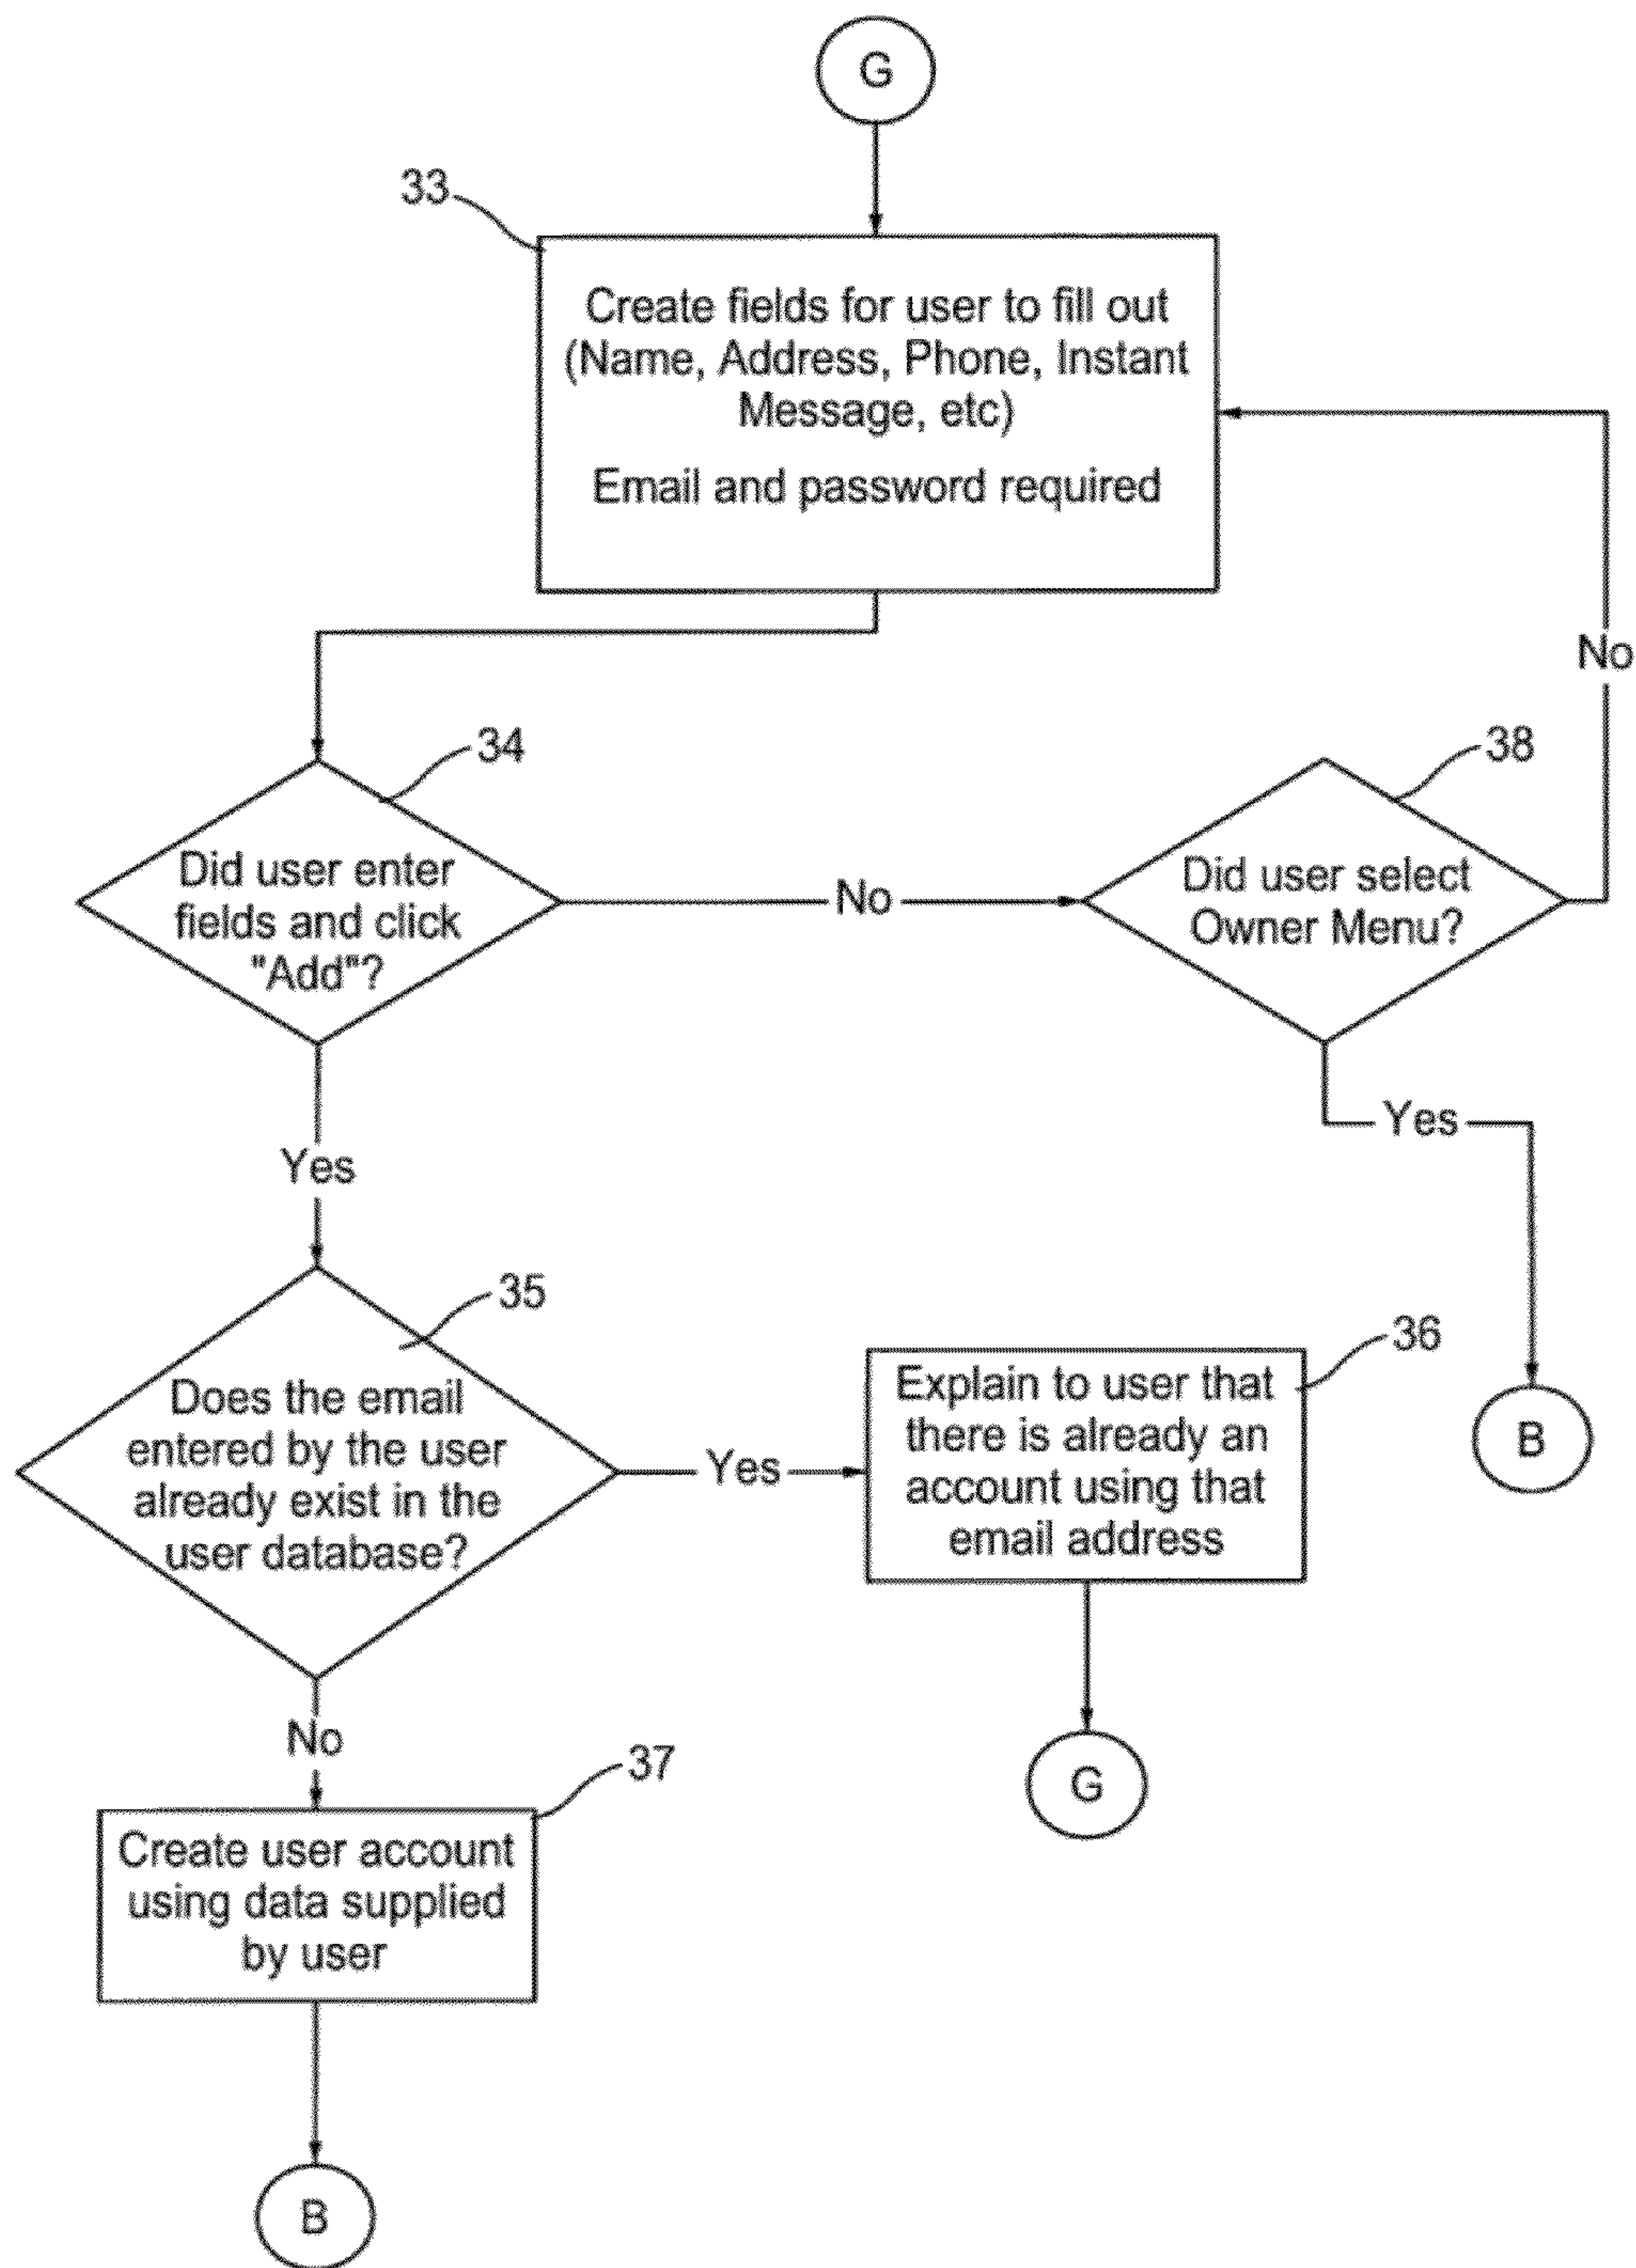 G
33
Create fields for user to fill out
(Name, Address, Phone, Instant
Message, etc)
Email and password required
No
34
38
Did user enter
fields and click
"Add"?
No
Did user select
Owner Menu?
Yes
Yes
35
36
Does the email
entered by the user
already exist in the
user database?
Yes
Explain to user that
there is already an
account using that
email address
B
No
37
G
Create user account
using data supplied
by user
B